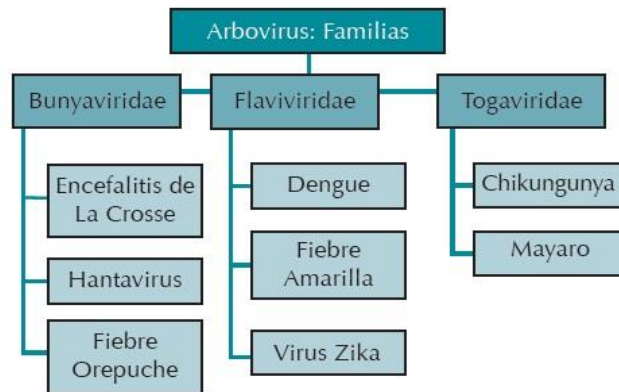 Arbovirus: Familias
Bunyaviridae
Flaviviridae
Togaviridae
Encefalitis de
La Crosse
Hantavirus
Fiebre
Orepuche
Dengue
Fiebre
Amarilla
Virus Zika
Chikungunya
Mayaro